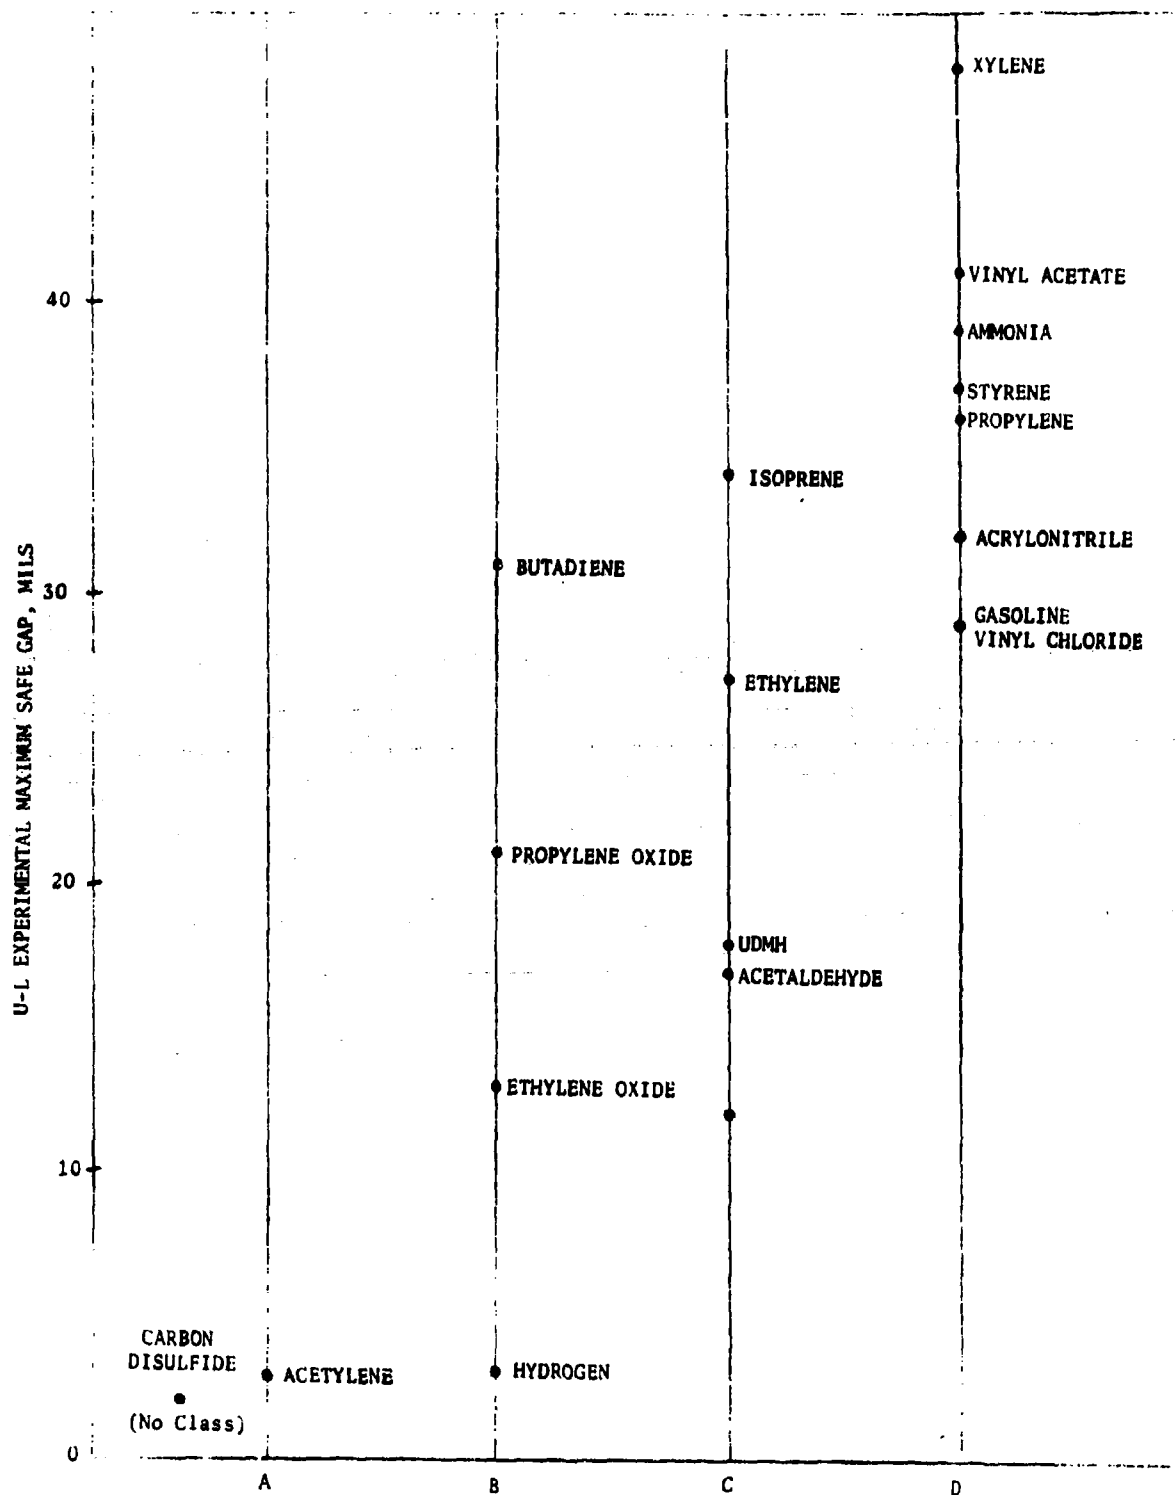 XYLENE
VINYL ACETATE
40
AMMONIA
STYRENE
PROPYLENE
ISOPRENE
ACRYLONITRILE
BUTADIENE
30
GASOLINE
VINYL CHLORIDE
ETHYLENE
U-L EXPERIMENTAL MAXIMUM SAFE GAP, MILS
PROPYLENE OXIDE
20
UDMH
ACETALDEHYDE
ETHYLENE OXIDE
10
CARBON
DISULFIDE
(No Class)
ACETYLENE
HYDROGEN
0
A
B
C
D